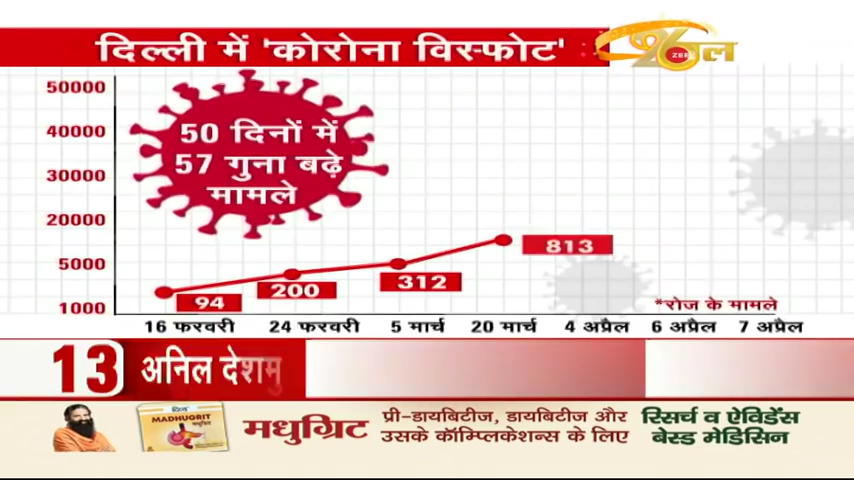 दिल्ली में 'कोरोना विस्फोट'
ZEE
50000
40000
30000
20000
5000
1000
50 दिनों में
57 गुना बढ़े
मामले
94
200
312
813
*रोज के मामले
16 फरवरी 24 फरवरी 5 मार्च 20 मार्च 4 अप्रैल 6 अप्रैल 7 अप्रैल
13 अनिल देशमु
MADHUGRIT
मधुग्रिट
प्री-डायबिटीज, डायबिटीज और
उसके कॉम्प्लिकेशन्स के लिए
रिसर्च व ऐविडेंस
बेस्ड मेडिसिन